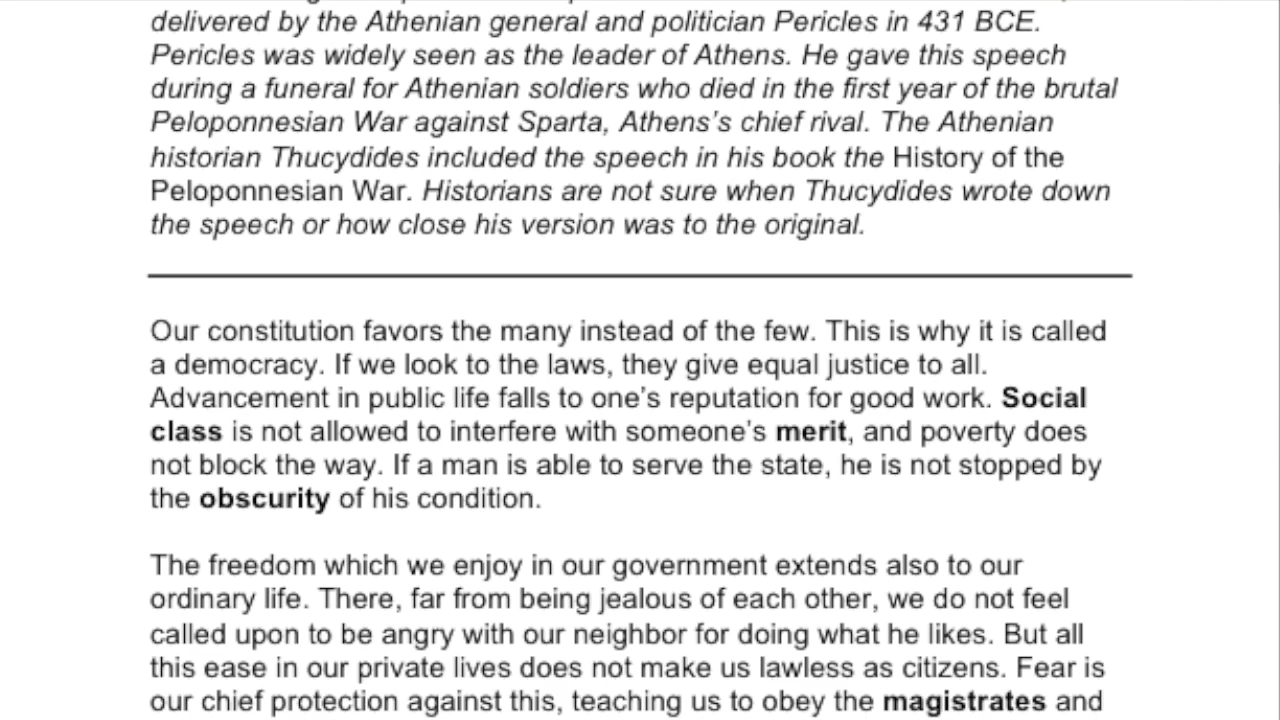 delivered by the Athenian general and politician Pericles in 431 BCE.
Pericles was widely seen as the leader of Athens. He gave this speech
during a funeral for Athenian soldiers who died in the first year of the brutal
Peloponnesian War against Sparta, Athens’s chief rival. The Athenian
historian Thucydides included the speech in his book the History of the
Peloponnesian War. Historians are not sure when Thucydides wrote down
the speech or how close his version was to the original.
Our constitution favors the many instead of the few. This is why it is called
a democracy. If we look to the laws, they give equal justice to all.
Advancement in public life falls to one’s reputation for good work. Social
class is not allowed to interfere with someone’s merit, and poverty does
not block the way. If a man is able to serve the state, he is not stopped by
the obscurity of his condition.
The freedom which we enjoy in our government extends also to our
ordinary life. There, far from being jealous of each other, we do not feel
called upon to be angry with our neighbor for doing what he likes. But all
this ease in our private lives does not make us lawless as citizens. Fear is
our chief protection against this, teaching us to obey the magistrates and